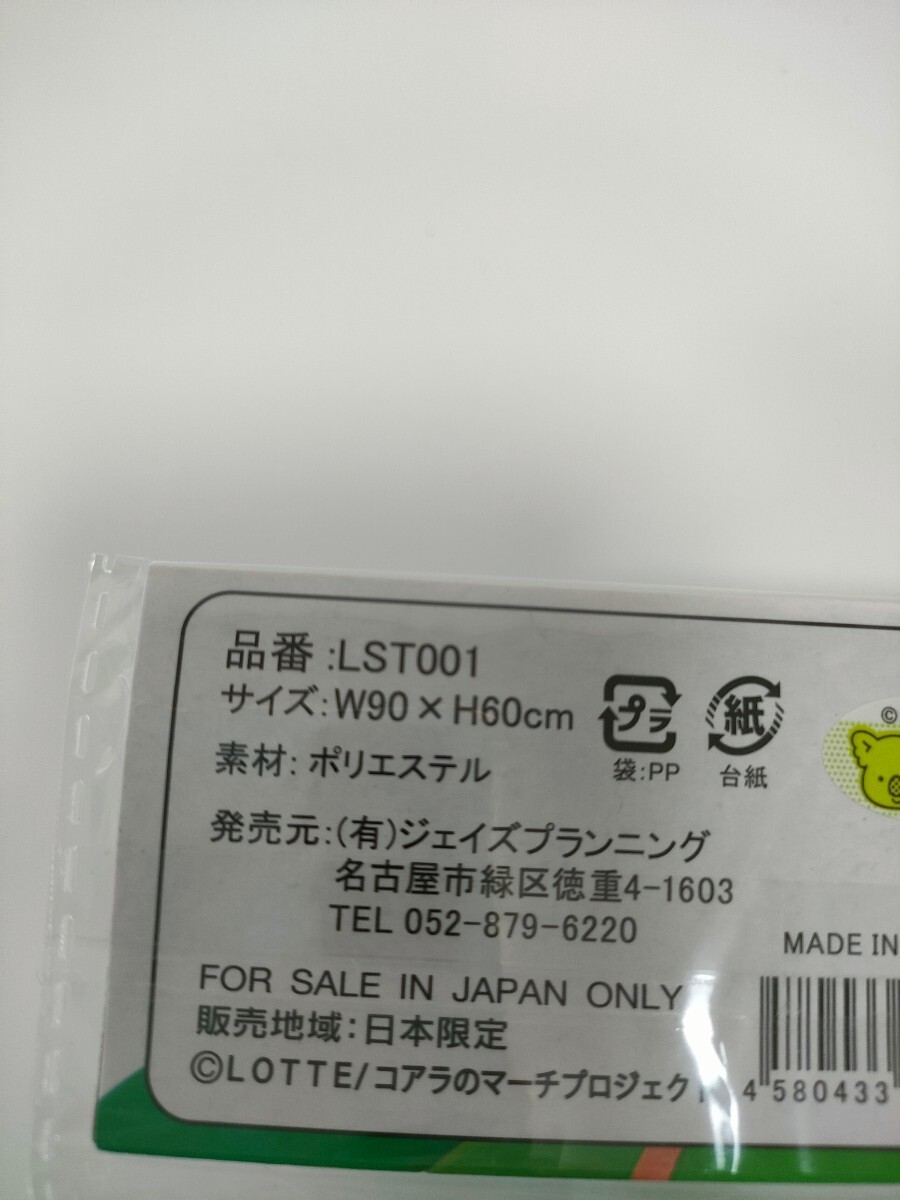 品番:LST001
サイズ:W90×H60cm
素材:ポリエステル
プラ
袋:PP
紙
台紙
©
発売元:(有)ジェイズプランニング
名古屋市緑区徳重4-1603
TEL 052-879-6220
MADE IN
FOR SALE IN JAPAN ONLY
販売地域:日本限定
©LOTTE/コアラのマーチプロジェクト
4 580433